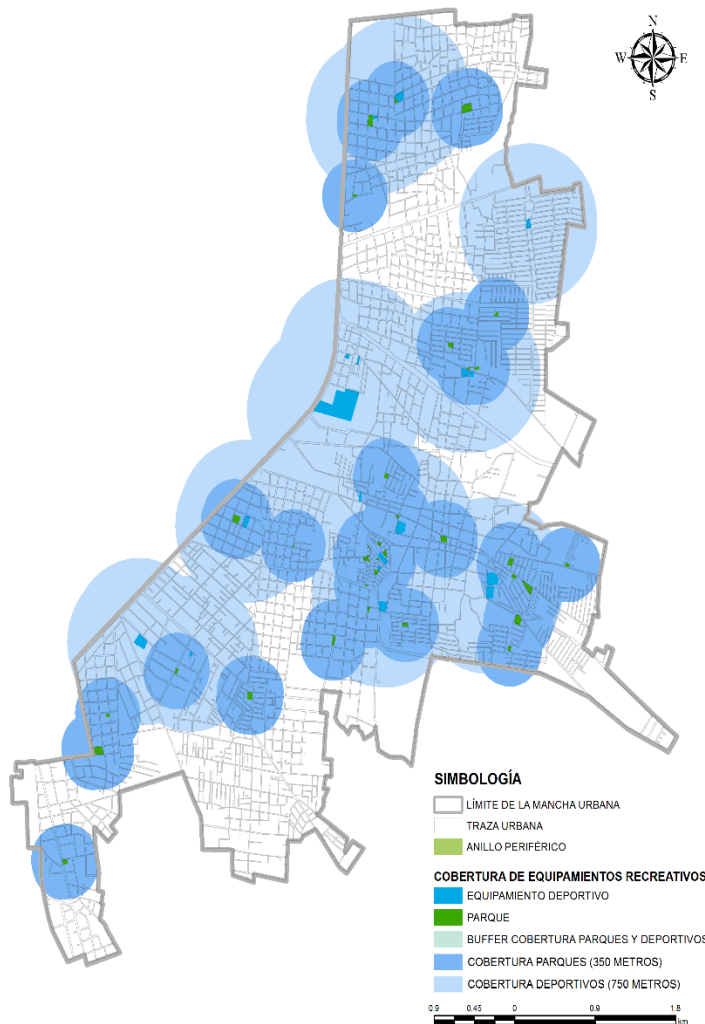 N
W E
S
SIMBOLOGÍA
LÍMITE DE LA MANCHA URBANA
TRAZA URBANA
ANILLO PERIFÉRICO
COBERTURA DE EQUIPAMIENTOS RECREATIVOS
EQUIPAMIENTO DEPORTIVO
PARQUE
BUFFER COBERTURA PARQUES Y DEPORTIVOS
COBERTURA PARQUES (350 METROS)
COBERTURA DEPORTIVOS (750 METROS)
0.9 0.45 0 0.9 1.8
km